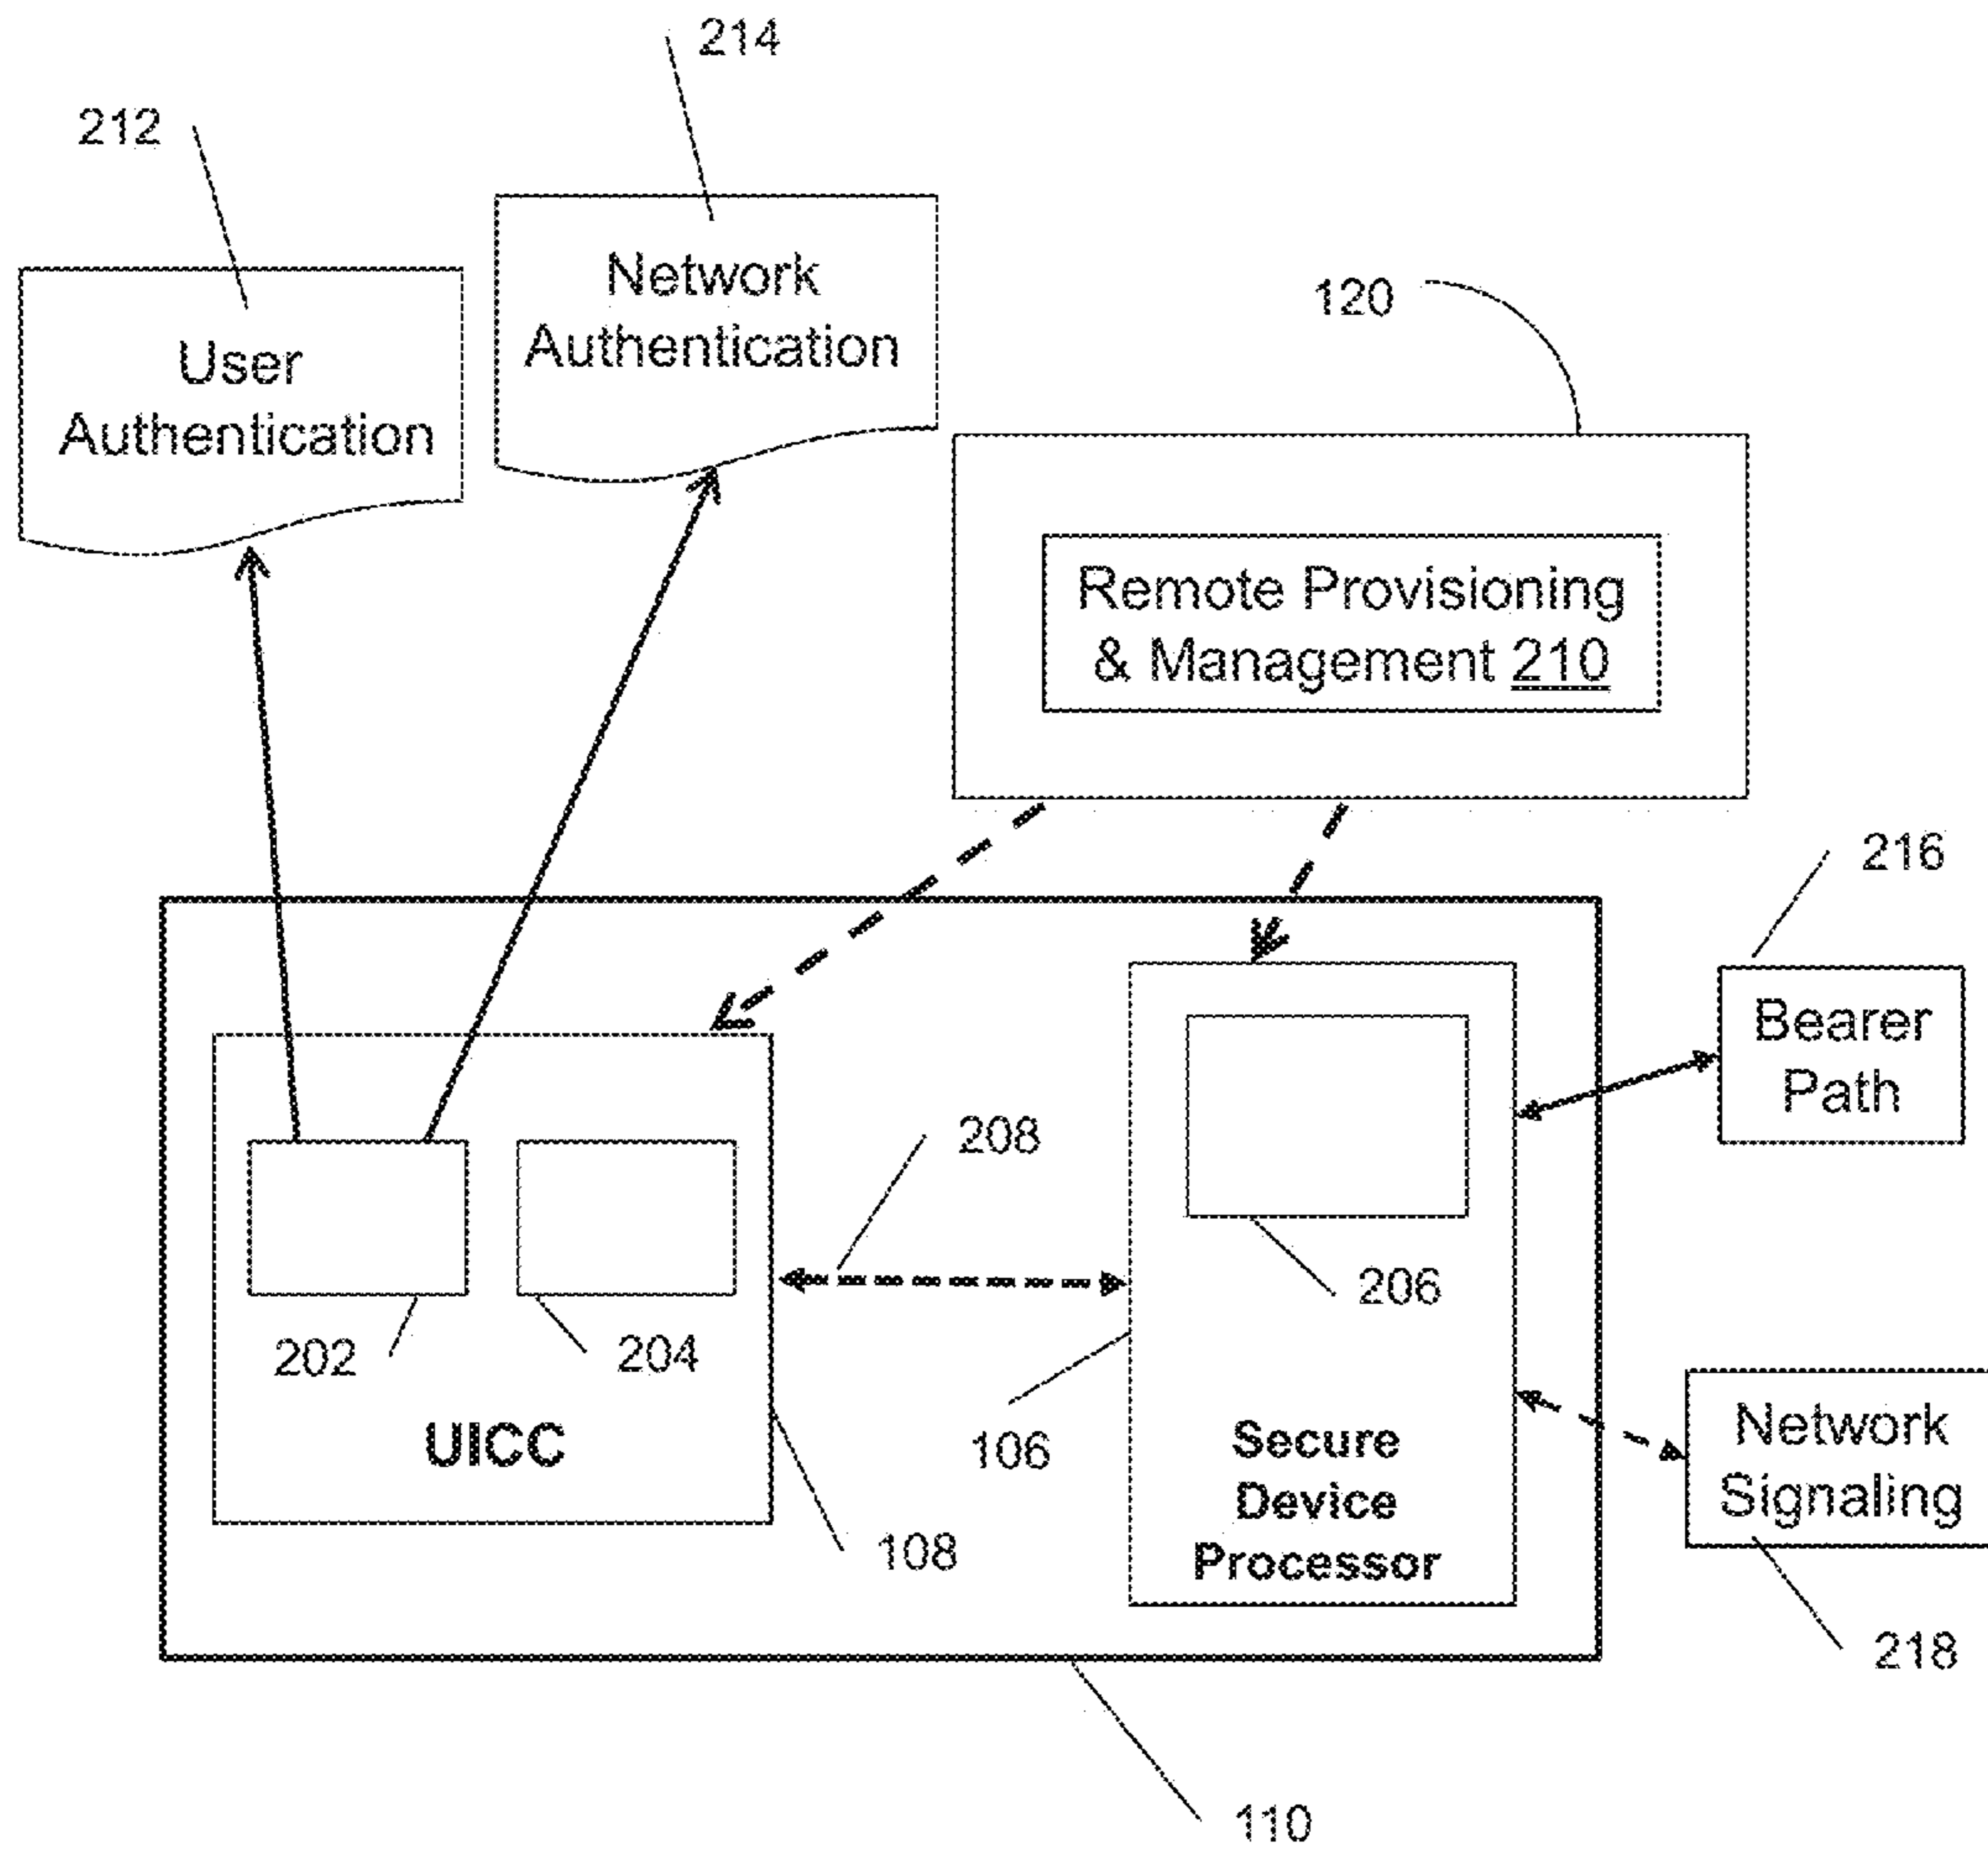 214
212
Network
Authentication
120
User
Authentication
Remote Provisioning
& Management 210
216
Bearer
Path
208
206
202
204
UICC
106
Secure
Device
Processor
Network
Signaling
108
218
110